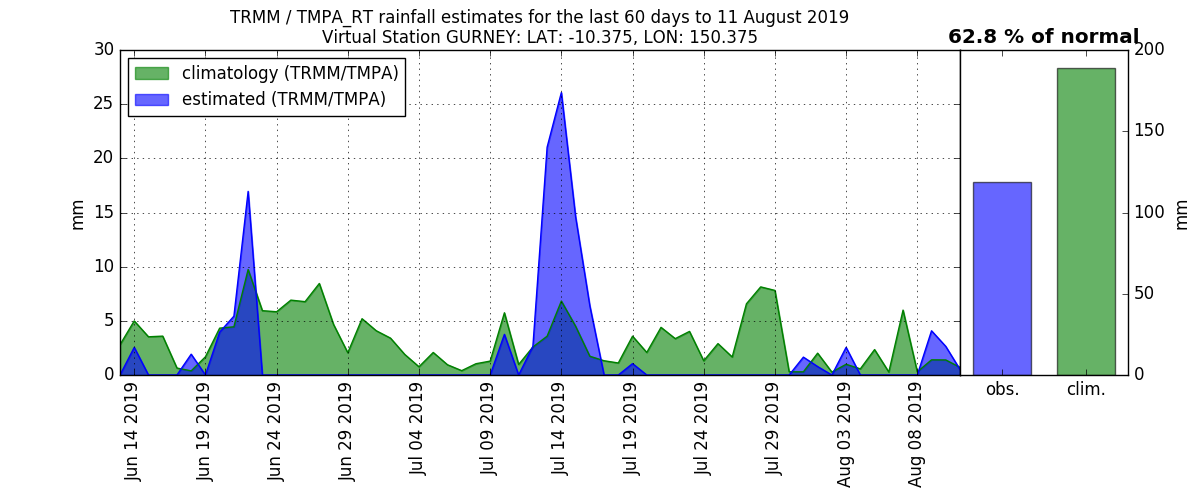 TRMM / TMPA_RT rainfall estimates for the last 60 days to 11 August 2019
Virtual Station GURNEY: LAT: -10.375, LON: 150.375
62.8 % of normal
climatology (TRMM/TMPA)
estimated (TRMM/TMPA)
mm
30
25
20
15
10
5
0
Jun 14 2019
Jun 19 2019
Jun 24 2019
Jun 29 2019
Jul 04 2019
Jul 09 2019
Jul 14 2019
Jul 19 2019
Jul 24 2019
Jul 29 2019
Aug 03 2019
Aug 08 2019
obs.
clim.
200
150
100
50
0
mm